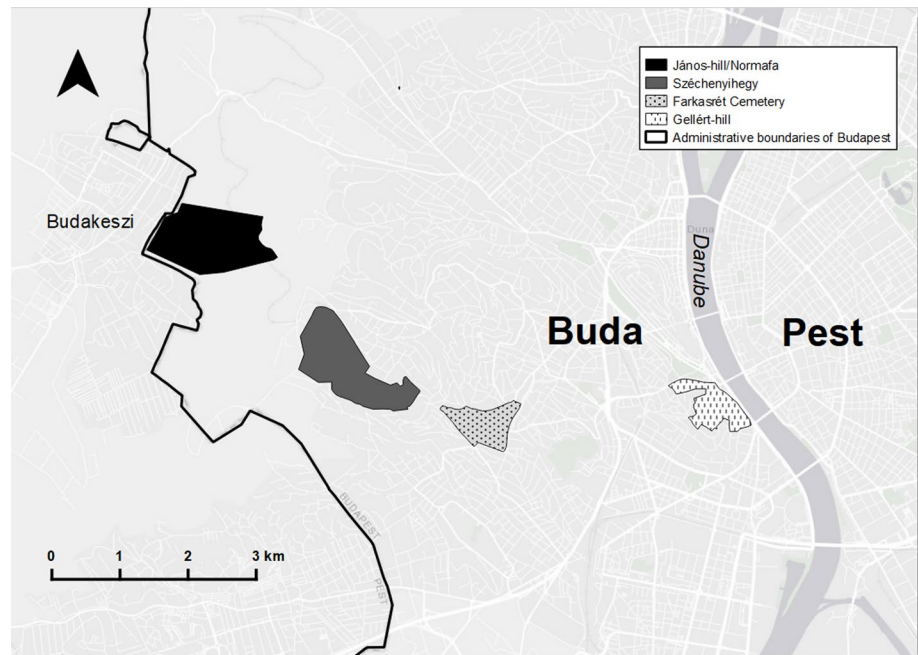 János-hill/Normafa
Széchenyihegy
Farkasrét Cemetery
Gellért-hill
Administrative boundaries of Budapest
Budakeszi
Duna
Danube
Buda
Pest
BUDAPEST
PEST
0 1 2 3 km